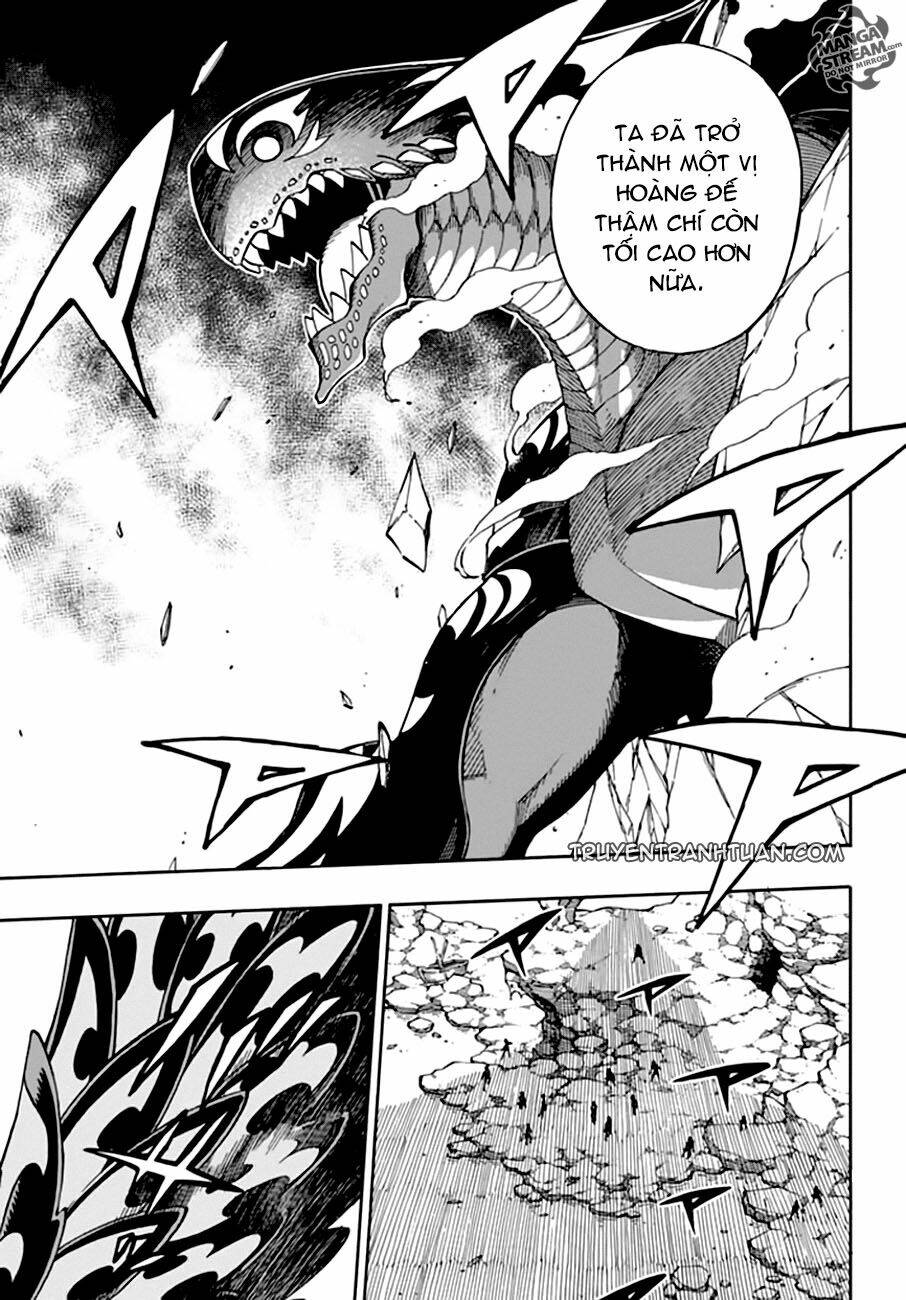 MANGA
STREAM.com
DO NOT MIRROR
TA ĐÃ TRỞ
THÀNH MỘT VỊ
HOÀNG ĐẾ
THẬM CHÍ CÒN
TỐI CAO HƠN
NỮA.
TRUYENTRANHTUAN.COM